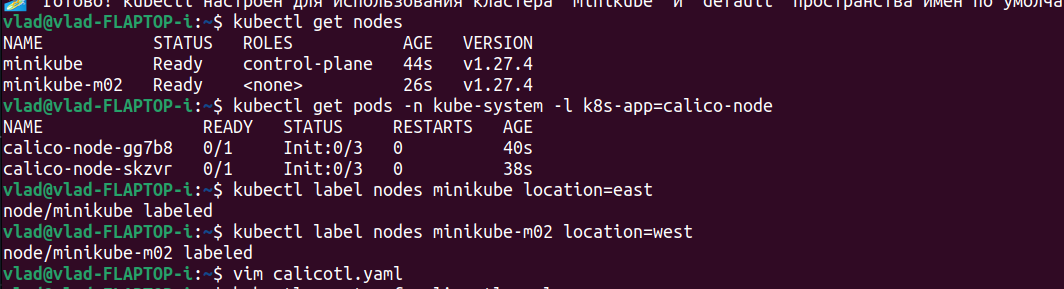 Готово! kubectl настроен для использования кластера "minikube" и "default" пространства имён по умолча
vlad@vlad-FLAPTOP-i:~$ kubectl get nodes
NAME STATUS ROLES AGE VERSION
minikube Ready control-plane 44s v1.27.4
minikube-m02 Ready <none> 26s v1.27.4
vlad@vlad-FLAPTOP-i:~$ kubectl get pods -n kube-system -l k8s-app=calico-node
NAME READY STATUS RESTARTS AGE
calico-node-gg7b8 0/1 Init:0/3 0 40s
calico-node-skzvr 0/1 Init:0/3 0 38s
vlad@vlad-FLAPTOP-i:~$ kubectl label nodes minikube location=east
node/minikube labeled
vlad@vlad-FLAPTOP-i:~$ kubectl label nodes minikube-m02 location=west
node/minikube-m02 labeled
vlad@vlad-FLAPTOP-i:~$ vim calicotl.yaml